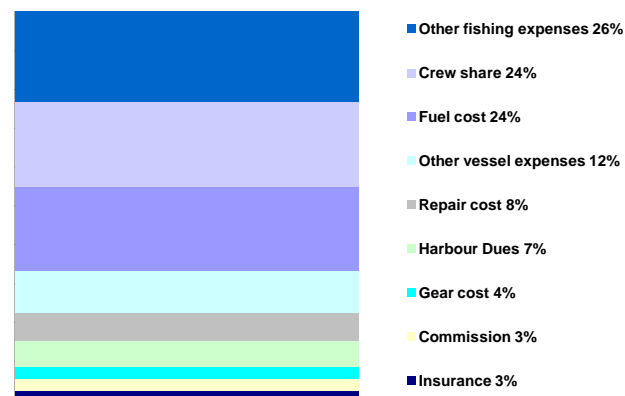 Other fishing expenses 26%
Crew share 24%
Fuel cost 24%
Other vessel expenses 12%
Repair cost 8%
Harbour Dues 7%
Gear cost 4%
Commission 3%
Insurance 3%